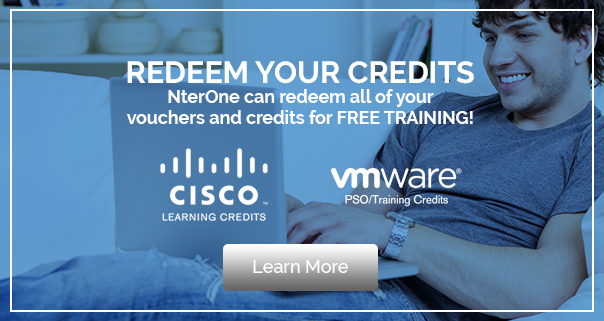 REDEEM YOUR CREDITS
NterOne can redeem all of your
vouchers and credits for FREE TRAINING!
CISCO™
LEARNING CREDITS
vmware®
PSO/Training Credits
Learn More